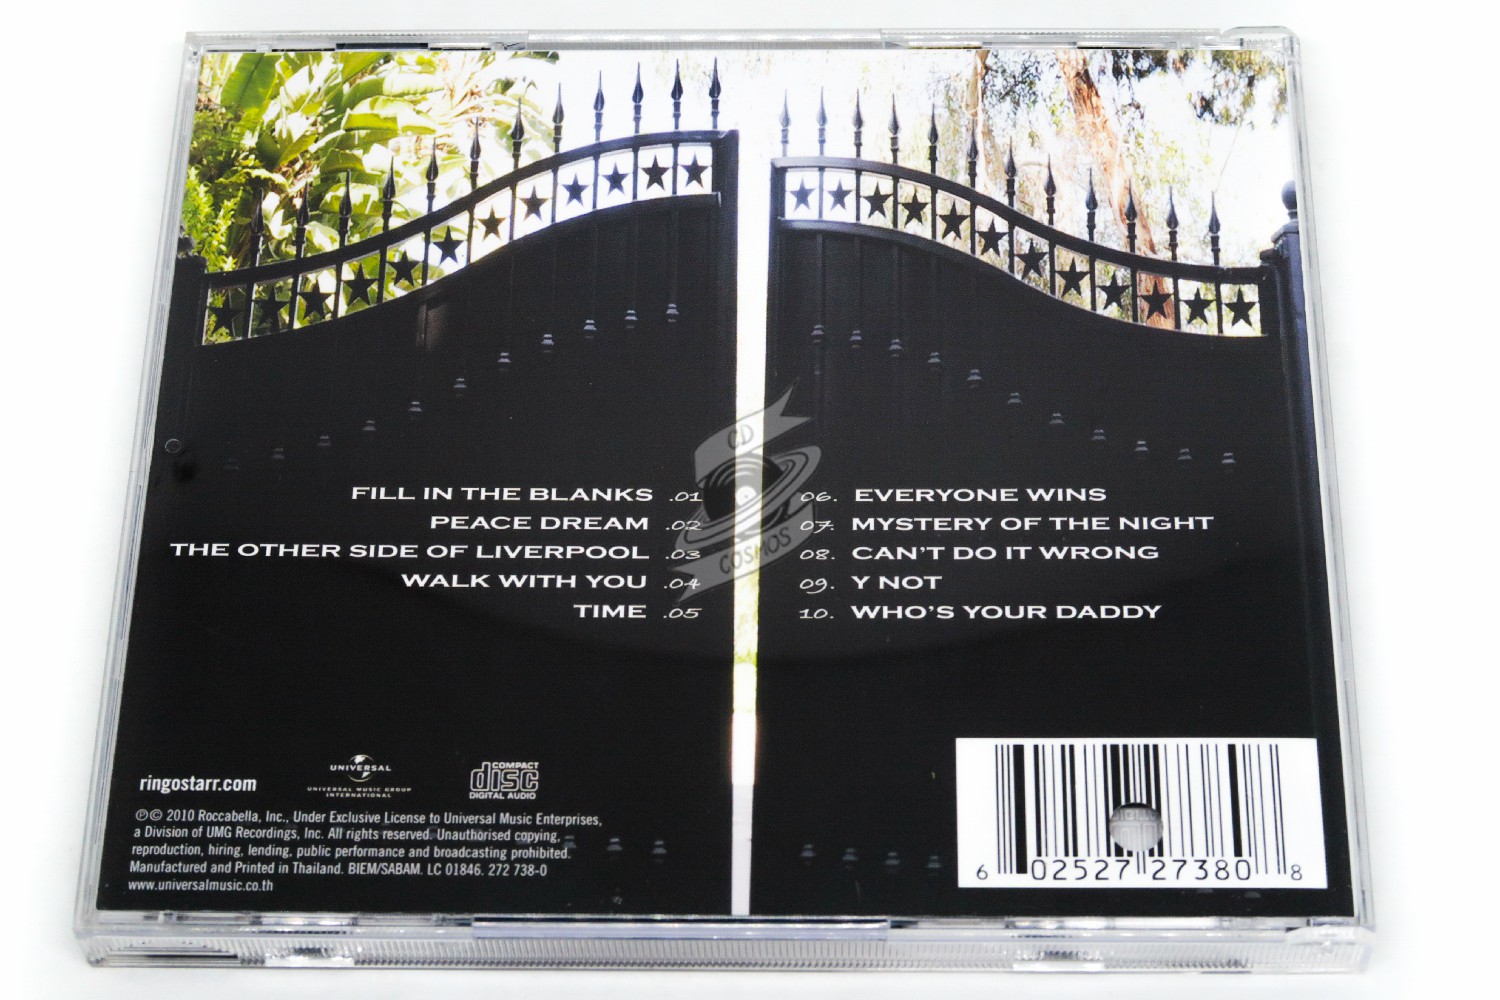 FILL IN THE BLANKS .01
PEACE DREAM .02
THE OTHER SIDE OF LIVERPOOL .03
WALK WITH YOU .04
TIME .05
06. EVERYONE WINS
07. MYSTERY OF THE NIGHT
08. CAN'T DO IT WRONG
09. Y NOT
10. WHO'S YOUR DADDY
CD
COSMOS
ringostarr.com
UNIVERSAL
UNIVERSAL MUSIC GROUP
INTERNATIONAL
COMPACT
disc
DIGITAL AUDIO
℗© 2010 Roccabella, Inc., Under Exclusive License to Universal Music Enterprises,
a Division of UMG Recordings, Inc. All rights reserved. Unauthorised copying,
reproduction, hiring, lending, public performance and broadcasting prohibited.
Manufactured and Printed in Thailand. BIEM/SABAM. LC 01846. 272 738-0
www.universalmusic.co.th
6 02527 27380 8